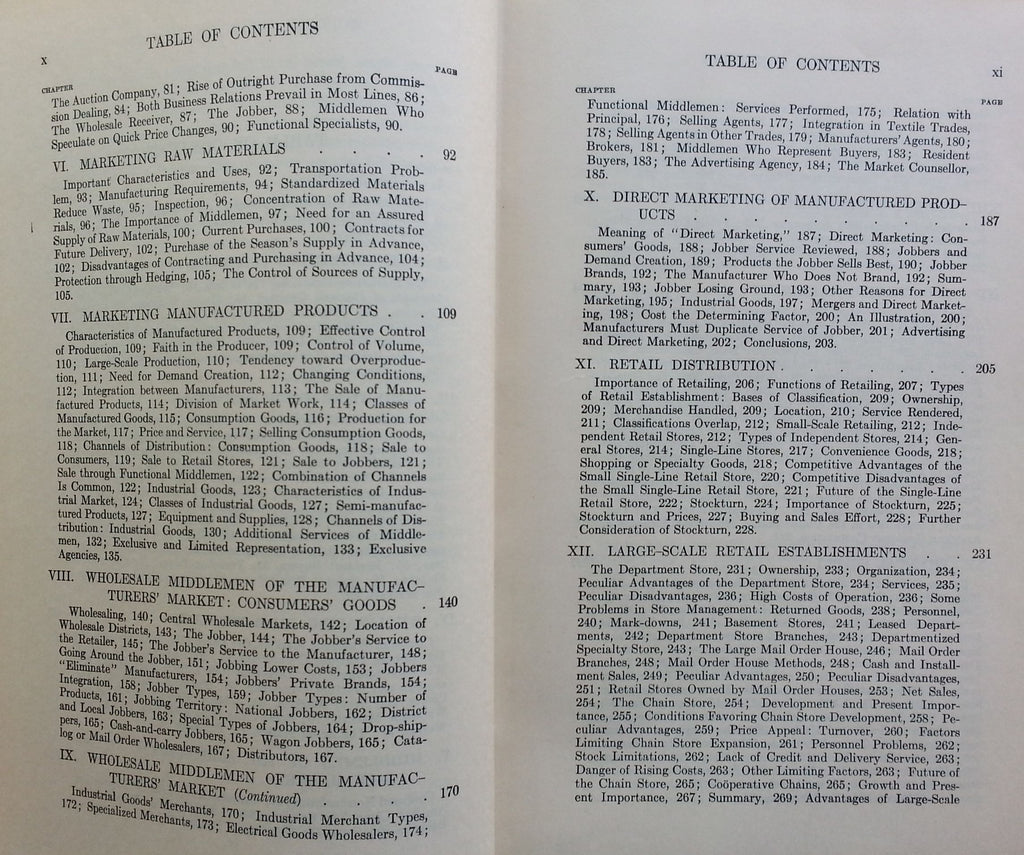 TABLE OF CONTENTS
x
CHAPTER PAGE
The Auction Company, 81; Rise of Outright Purchase from Commis-
sion Dealing, 84; Both Business Relations Prevail in Most Lines, 86;
The Wholesale Receiver, 87; The Jobber, 88; Middlemen Who
Speculate on Quick Price Changes, 90; Functional Specialists, 90.
VI. MARKETING RAW MATERIALS . . . . 92
Important Characteristics and Uses, 92; Transportation Prob-
lem, 93; Manufacturing Requirements, 94; Standardized Materials
Reduce Waste, 95; Inspection, 96; Concentration of Raw Mate-
rials, 96; The Importance of Middlemen, 97; Need for an Assured
Supply of Raw Materials, 100; Current Purchases, 100; Contracts for
Future Delivery, 102; Purchase of the Season's Supply in Advance,
102; Disadvantages of Contracting and Purchasing in Advance, 104;
Protection through Hedging, 105; The Control of Sources of Supply,
105.
VII. MARKETING MANUFACTURED PRODUCTS . . 109
Characteristics of Manufactured Products, 109; Effective Control
of Production, 109; Faith in the Producer, 109; Control of Volume,
110; Large-Scale Production, 110; Tendency toward Overproduc-
tion, 111; Need for Demand Creation, 112; Changing Conditions,
112; Integration between Manufacturers, 113; The Sale of Manu-
factured Products, 114; Division of Market Work, 114; Classes of
Manufactured Goods, 115; Consumption Goods, 116; Production for
the Market, 117; Price and Service, 117; Selling Consumption Goods,
118; Channels of Distribution: Consumption Goods, 118; Sale to
Consumers, 119; Sale to Retail Stores, 121; Sale to Jobbers, 121;
Sale through Functional Middlemen, 122; Combination of Channels
Is Common, 122; Industrial Goods, 123; Characteristics of Indus-
trial Market, 124; Classes of Industrial Goods, 127; Semi-manufac-
tured Products, 127; Equipment and Supplies, 128; Channels of Dis-
tribution: Industrial Goods, 130; Additional Services of Middle-
men, 132; Exclusive and Limited Representation, 133; Exclusive
Agencies, 135.
VIII. WHOLESALE MIDDLEMEN OF THE MANUFAC-
TURERS' MARKET: CONSUMERS' GOODS . 140
Wholesaling, 140; Central Wholesale Markets, 142; Location of
Wholesale Districts, 143; The Jobber, 144; The Jobber's Service to
the Retailer, 145; The Jobber's Service to the Manufacturer, 148;
Going Around the Jobber, 151; Jobbing Lower Costs, 153; Jobbers
"Eliminate" Manufacturers, 154; Jobbers' Private Brands, 154;
Integration, 158; Jobber Types, 159; Jobber Types: Number of
Products, 161; Jobbing Territory: National Jobbers, 162; District
and Local Jobbers, 163; Special Types of Jobbers, 164; Drop-ship-
pers, 165; Cash-and-carry Jobbers, 165; Wagon Jobbers, 165; Cata-
log or Mail Order Wholesalers, 167; Distributors, 167.
IX. WHOLESALE MIDDLEMEN OF THE MANUFAC-
TURERS' MARKET (Continued) . . . . 170
Industrial Goods' Merchants, 170; Industrial Merchant Types,
172; Specialized Merchants, 173; Electrical Goods Wholesalers, 174;
TABLE OF CONTENTS xi
CHAPTER PAGE
Functional Middlemen: Services Performed, 175; Relation with
Principal, 176; Selling Agents, 177; Integration in Textile Trades,
178; Selling Agents in Other Trades, 179; Manufacturers' Agents, 180;
Brokers, 181; Middlemen Who Represent Buyers, 183; Resident
Buyers, 183; The Advertising Agency, 184; The Market Counsellor,
185.
X. DIRECT MARKETING OF MANUFACTURED PROD-
UCTS . . . . . . . . . . 187
Meaning of "Direct Marketing," 187; Direct Marketing: Con-
sumers' Goods, 188; Jobber Service Reviewed, 188; Jobbers and
Demand Creation, 189; Products the Jobber Sells Best, 190; Jobber
Brands, 192; The Manufacturer Who Does Not Brand, 192; Sum-
mary, 193; Jobber Losing Ground, 193; Other Reasons for Direct
Marketing, 195; Industrial Goods, 197; Mergers and Direct Market-
ing, 198; Cost the Determining Factor, 200; An Illustration, 200;
Manufacturers Must Duplicate Service of Jobber, 201; Advertising
and Direct Marketing, 202; Conclusions, 203.
XI. RETAIL DISTRIBUTION . . . . . . . 205
Importance of Retailing, 206; Functions of Retailing, 207; Types
of Retail Establishment: Bases of Classification, 209; Ownership,
209; Merchandise Handled, 209; Location, 210; Service Rendered,
211; Classifications Overlap, 212; Small-Scale Retailing, 212; Inde-
pendent Retail Stores, 212; Types of Independent Stores, 214; Gen-
eral Stores, 214; Single-Line Stores, 217; Convenience Goods, 218;
Shopping or Specialty Goods, 218; Competitive Advantages of the
Small Single-Line Retail Store, 220; Competitive Disadvantages of
the Small Single-Line Retail Store, 221; Future of the Single-Line
Retail Store, 222; Stockturn, 224; Importance of Stockturn, 225;
Stockturn and Prices, 227; Buying and Sales Effort, 228; Further
Consideration of Stockturn, 228.
XII. LARGE-SCALE RETAIL ESTABLISHMENTS . . 231
The Department Store, 231; Ownership, 233; Organization, 234;
Peculiar Advantages of the Department Store, 234; Services, 235;
Peculiar Disadvantages, 236; High Costs of Operation, 236; Some
Problems in Store Management: Returned Goods, 238; Personnel,
240; Mark-downs, 241; Basement Stores, 241; Leased Depart-
ments, 242; Department Store Branches, 243; Departmentized
Specialty Store, 243; The Large Mail Order House, 246; Mail Order
Branches, 248; Mail Order House Methods, 248; Cash and Install-
ment Sales, 249; Peculiar Advantages, 250; Peculiar Disadvantages,
251; Retail Stores Owned by Mail Order Houses, 253; Net Sales,
254; The Chain Store, 254; Development and Present Impor-
tance, 255; Conditions Favoring Chain Store Development, 258; Pe-
culiar Advantages, 259; Price Appeal: Turnover, 260; Factors
Limiting Chain Store Expansion, 261; Personnel Problems, 262;
Stock Limitations, 262; Lack of Credit and Delivery Service, 263;
Danger of Rising Costs, 263; Other Limiting Factors, 263; Future of
the Chain Store, 265; Coöperative Chains, 265; Growth and Pres-
ent Importance, 267; Summary, 269; Advantages of Large-Scale